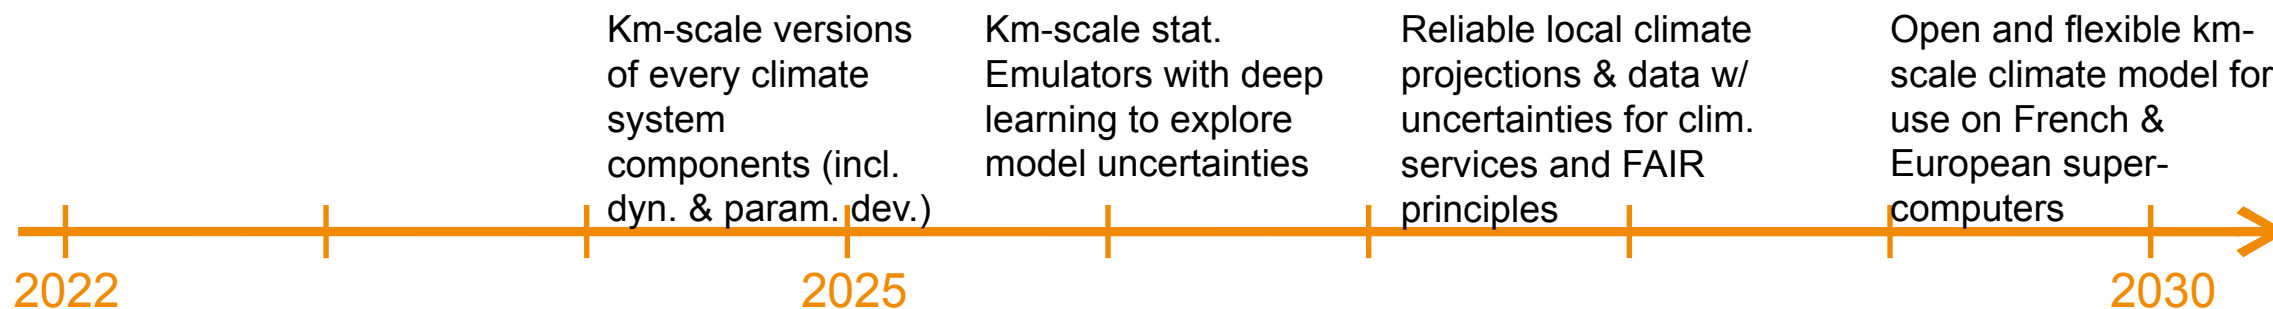 Km-scale versions
of every climate
system
components (incl.
dyn. & param. dev.)
Km-scale stat.
Emulators with deep
learning to explore
model uncertainties
Reliable local climate
projections & data w/
uncertainties for clim.
services and FAIR
principles
Open and flexible km-
scale climate model for
use on French &
European super-
computers
2022
2025
2030